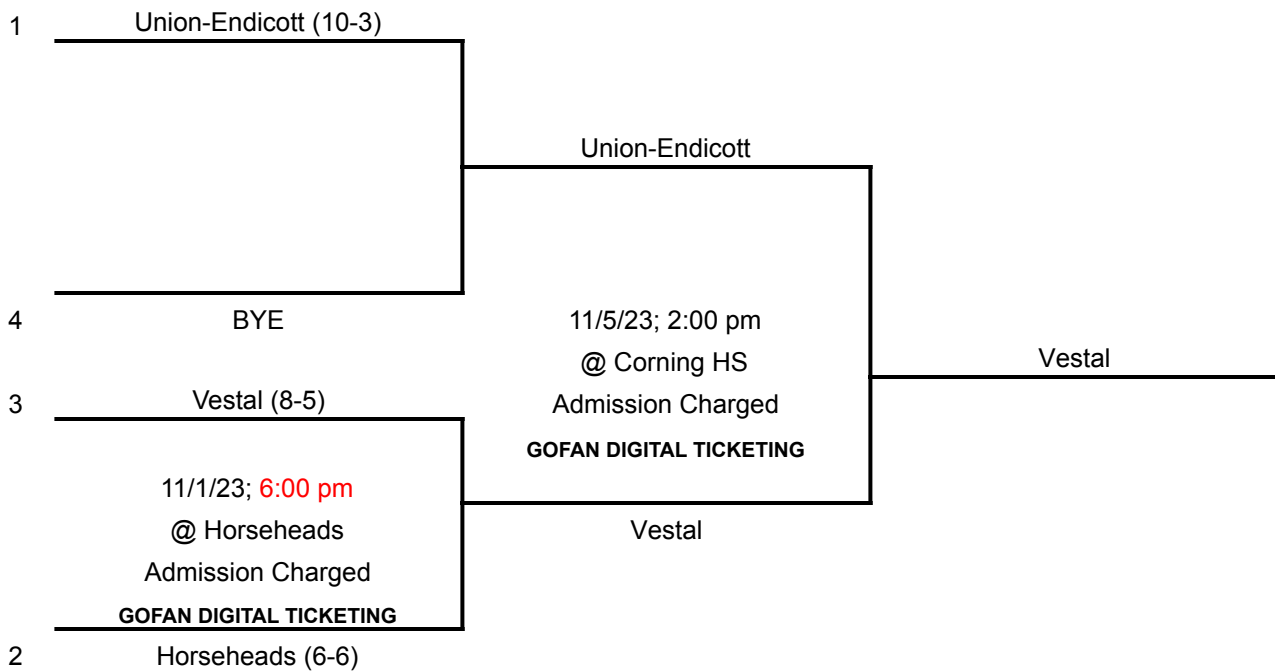 1
Union-Endicott (10-3)
Union-Endicott
4
BYE
11/5/23; 2:00 pm
@ Corning HS
Admission Charged
GOFAN DIGITAL TICKETING
Vestal
3
Vestal (8-5)
11/1/23; 6:00 pm
@ Horseheads
Admission Charged
GOFAN DIGITAL TICKETING
Vestal
2
Horseheads (6-6)